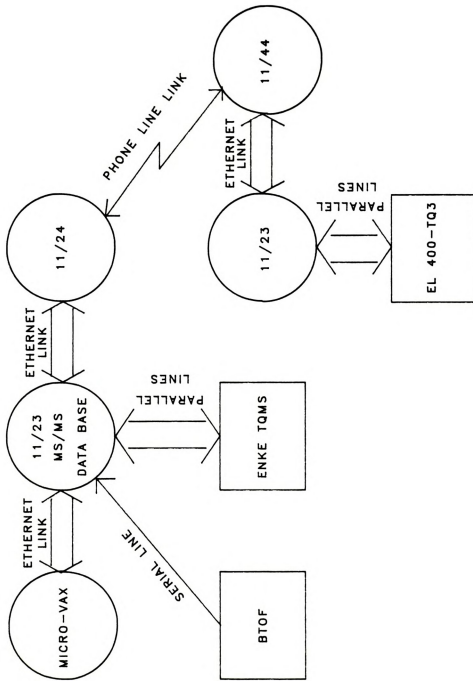 MICRO-VAX
ETHERNET
LINK
11/23
MS/MS
DATA BASE
ETHERNET
LINK
11/24
PHONE LINE LINK
11/44
ETHERNET
LINK
11/23
PARALLEL
LINES
EL 400-TQ3
PARALLEL
LINES
ENKE TQMS
SERIAL LINE
BTOF